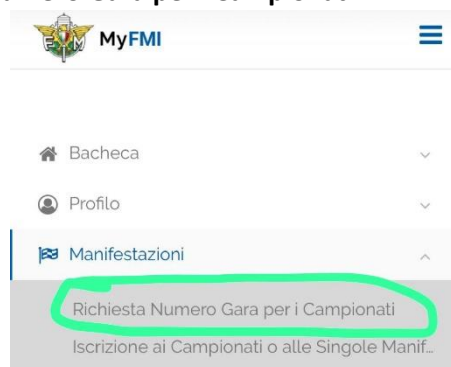 MyFMI
Bacheca
Profilo
Manifestazioni
Richiesta Numero Gara per i Campionati
Iscrizione ai Campionati o alle Singole Manif...